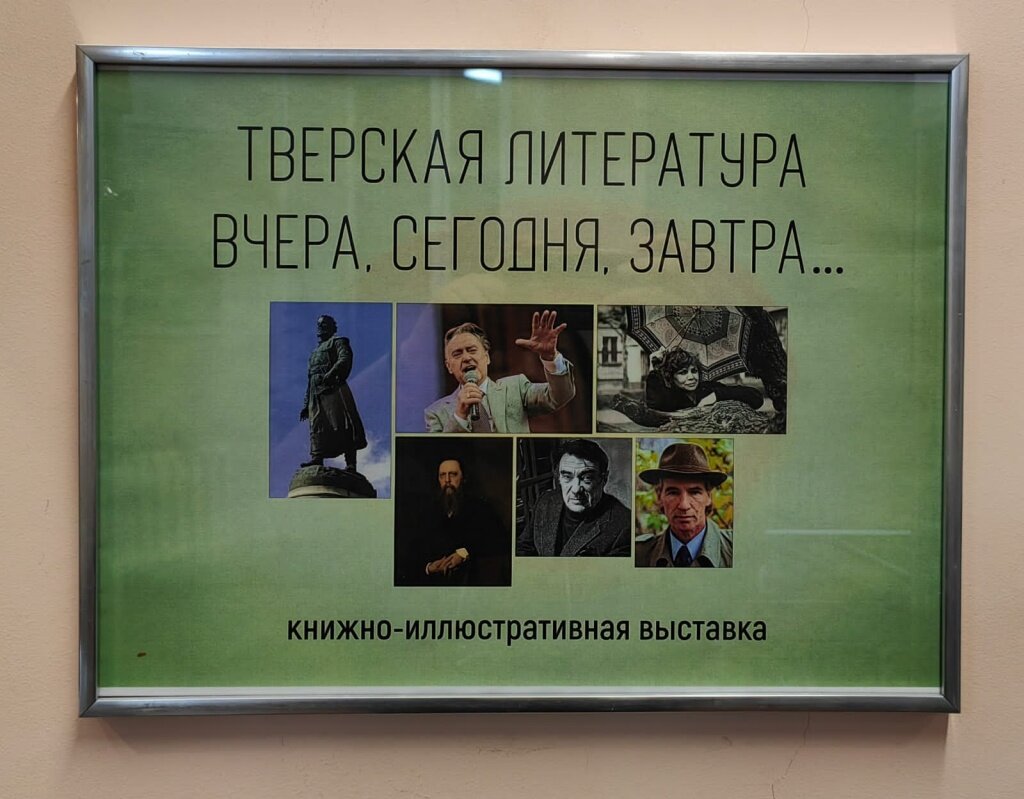 ТВЕРСКАЯ ЛИТЕРАТУРА
ВЧЕРА, СЕГОДНЯ, ЗАВТРА...
книжно-иллюстративная выставка